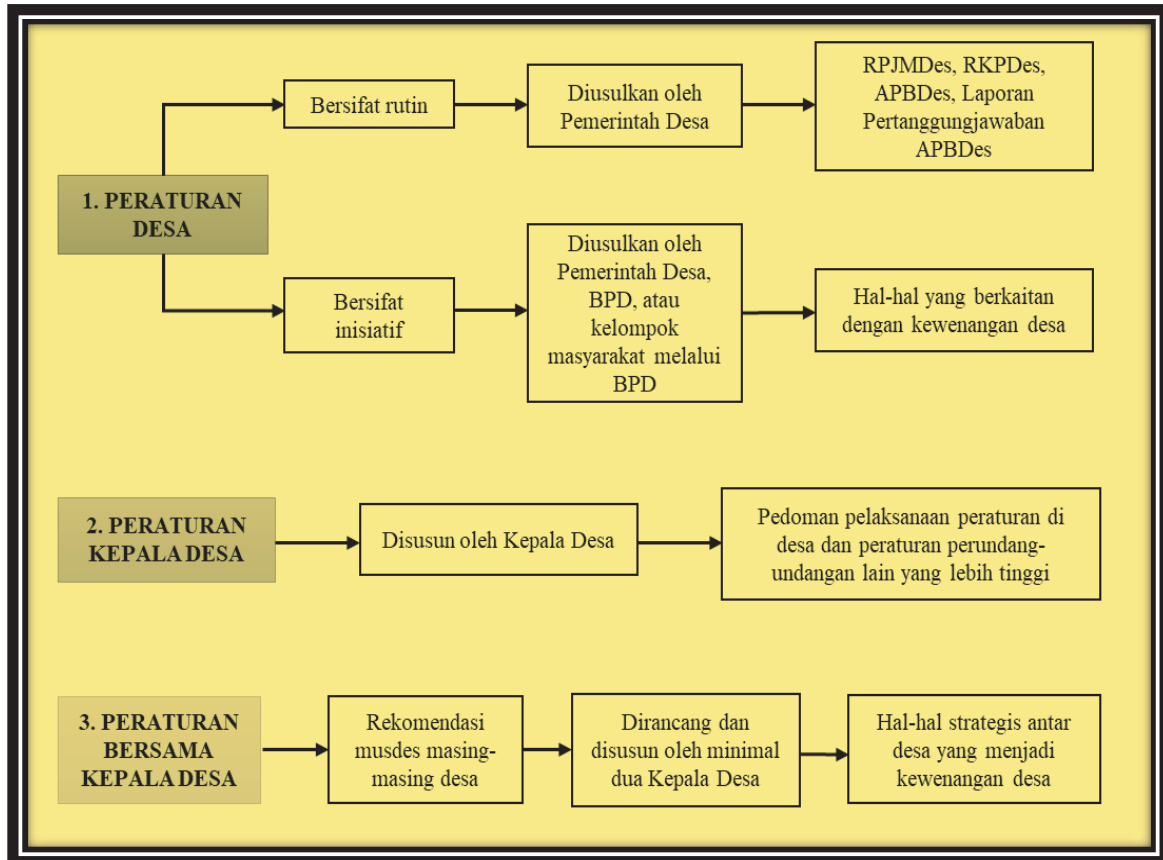 1. PERATURAN
DESA
Bersifat rutin
Diusulkan oleh
Pemerintah Desa
RPJMDes, RKPDes,
APBDes, Laporan
Pertanggungjawaban
APBDes
Bersifat
inisiatif
Diusulkan oleh
Pemerintah Desa,
BPD, atau
kelompok
masyarakat melalui
BPD
Hal-hal yang berkaitan
dengan kewenangan desa
2. PERATURAN
KEPALA DESA
Disusun oleh Kepala Desa
Pedoman pelaksanaan peraturan di
desa dan peraturan perundang-
undangan lain yang lebih tinggi
3. PERATURAN
BERSAMA
KEPALA DESA
Rekomendasi
musdes masing-
masing desa
Dirancang dan
disusun oleh minimal
dua Kepala Desa
Hal-hal strategis antar
desa yang menjadi
kewenangan desa